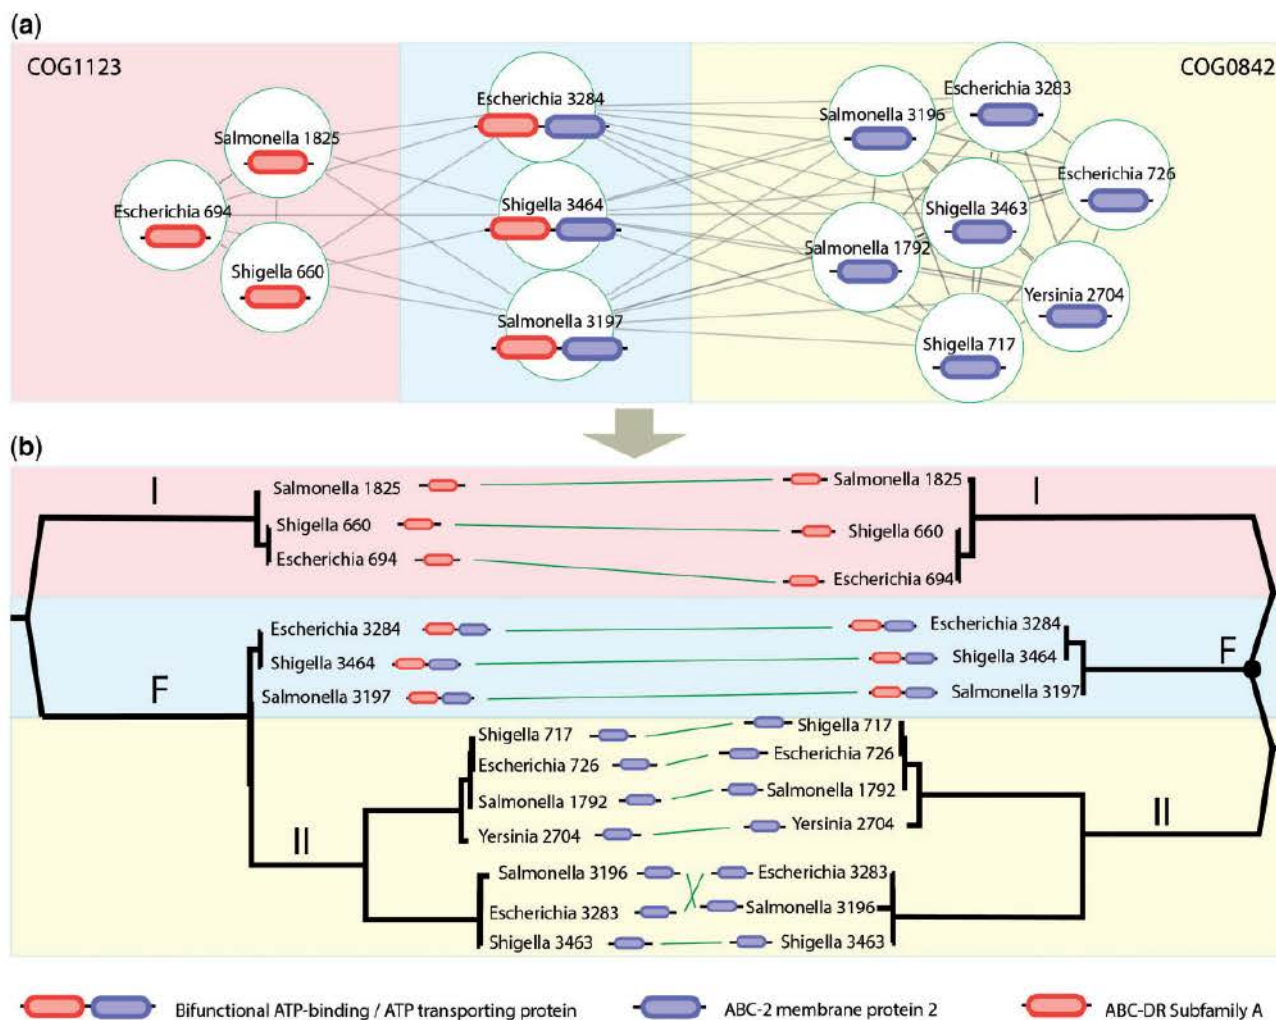 (a)
COG1123
COG0842
Escherichia 3284
Escherichia 3283
Salmonella 3196
Salmonella 1825
Escherichia 726
Escherichia 694
Shigella 3464
Shigella 3463
Salmonella 1792
Shigella 660
Yersinia 2704
Salmonella 3197
Shigella 717
(b)
I
Salmonella 1825
Salmonella 1825
I
Shigella 660
Shigella 660
Escherichia 694
Escherichia 694
Escherichia 3284
Escherichia 3284
Shigella 3464
Shigella 3464
F
F
Salmonella 3197
Salmonella 3197
Shigella 717
Shigella 717
Escherichia 726
Escherichia 726
Salmonella 1792
Salmonella 1792
II
II
Yersinia 2704
Yersinia 2704
Salmonella 3196
Escherichia 3283
Escherichia 3283
Salmonella 3196
Shigella 3463
Shigella 3463
Bifunctional ATP-binding / ATP transporting protein
ABC-2 membrane protein 2
ABC-DR Subfamily A